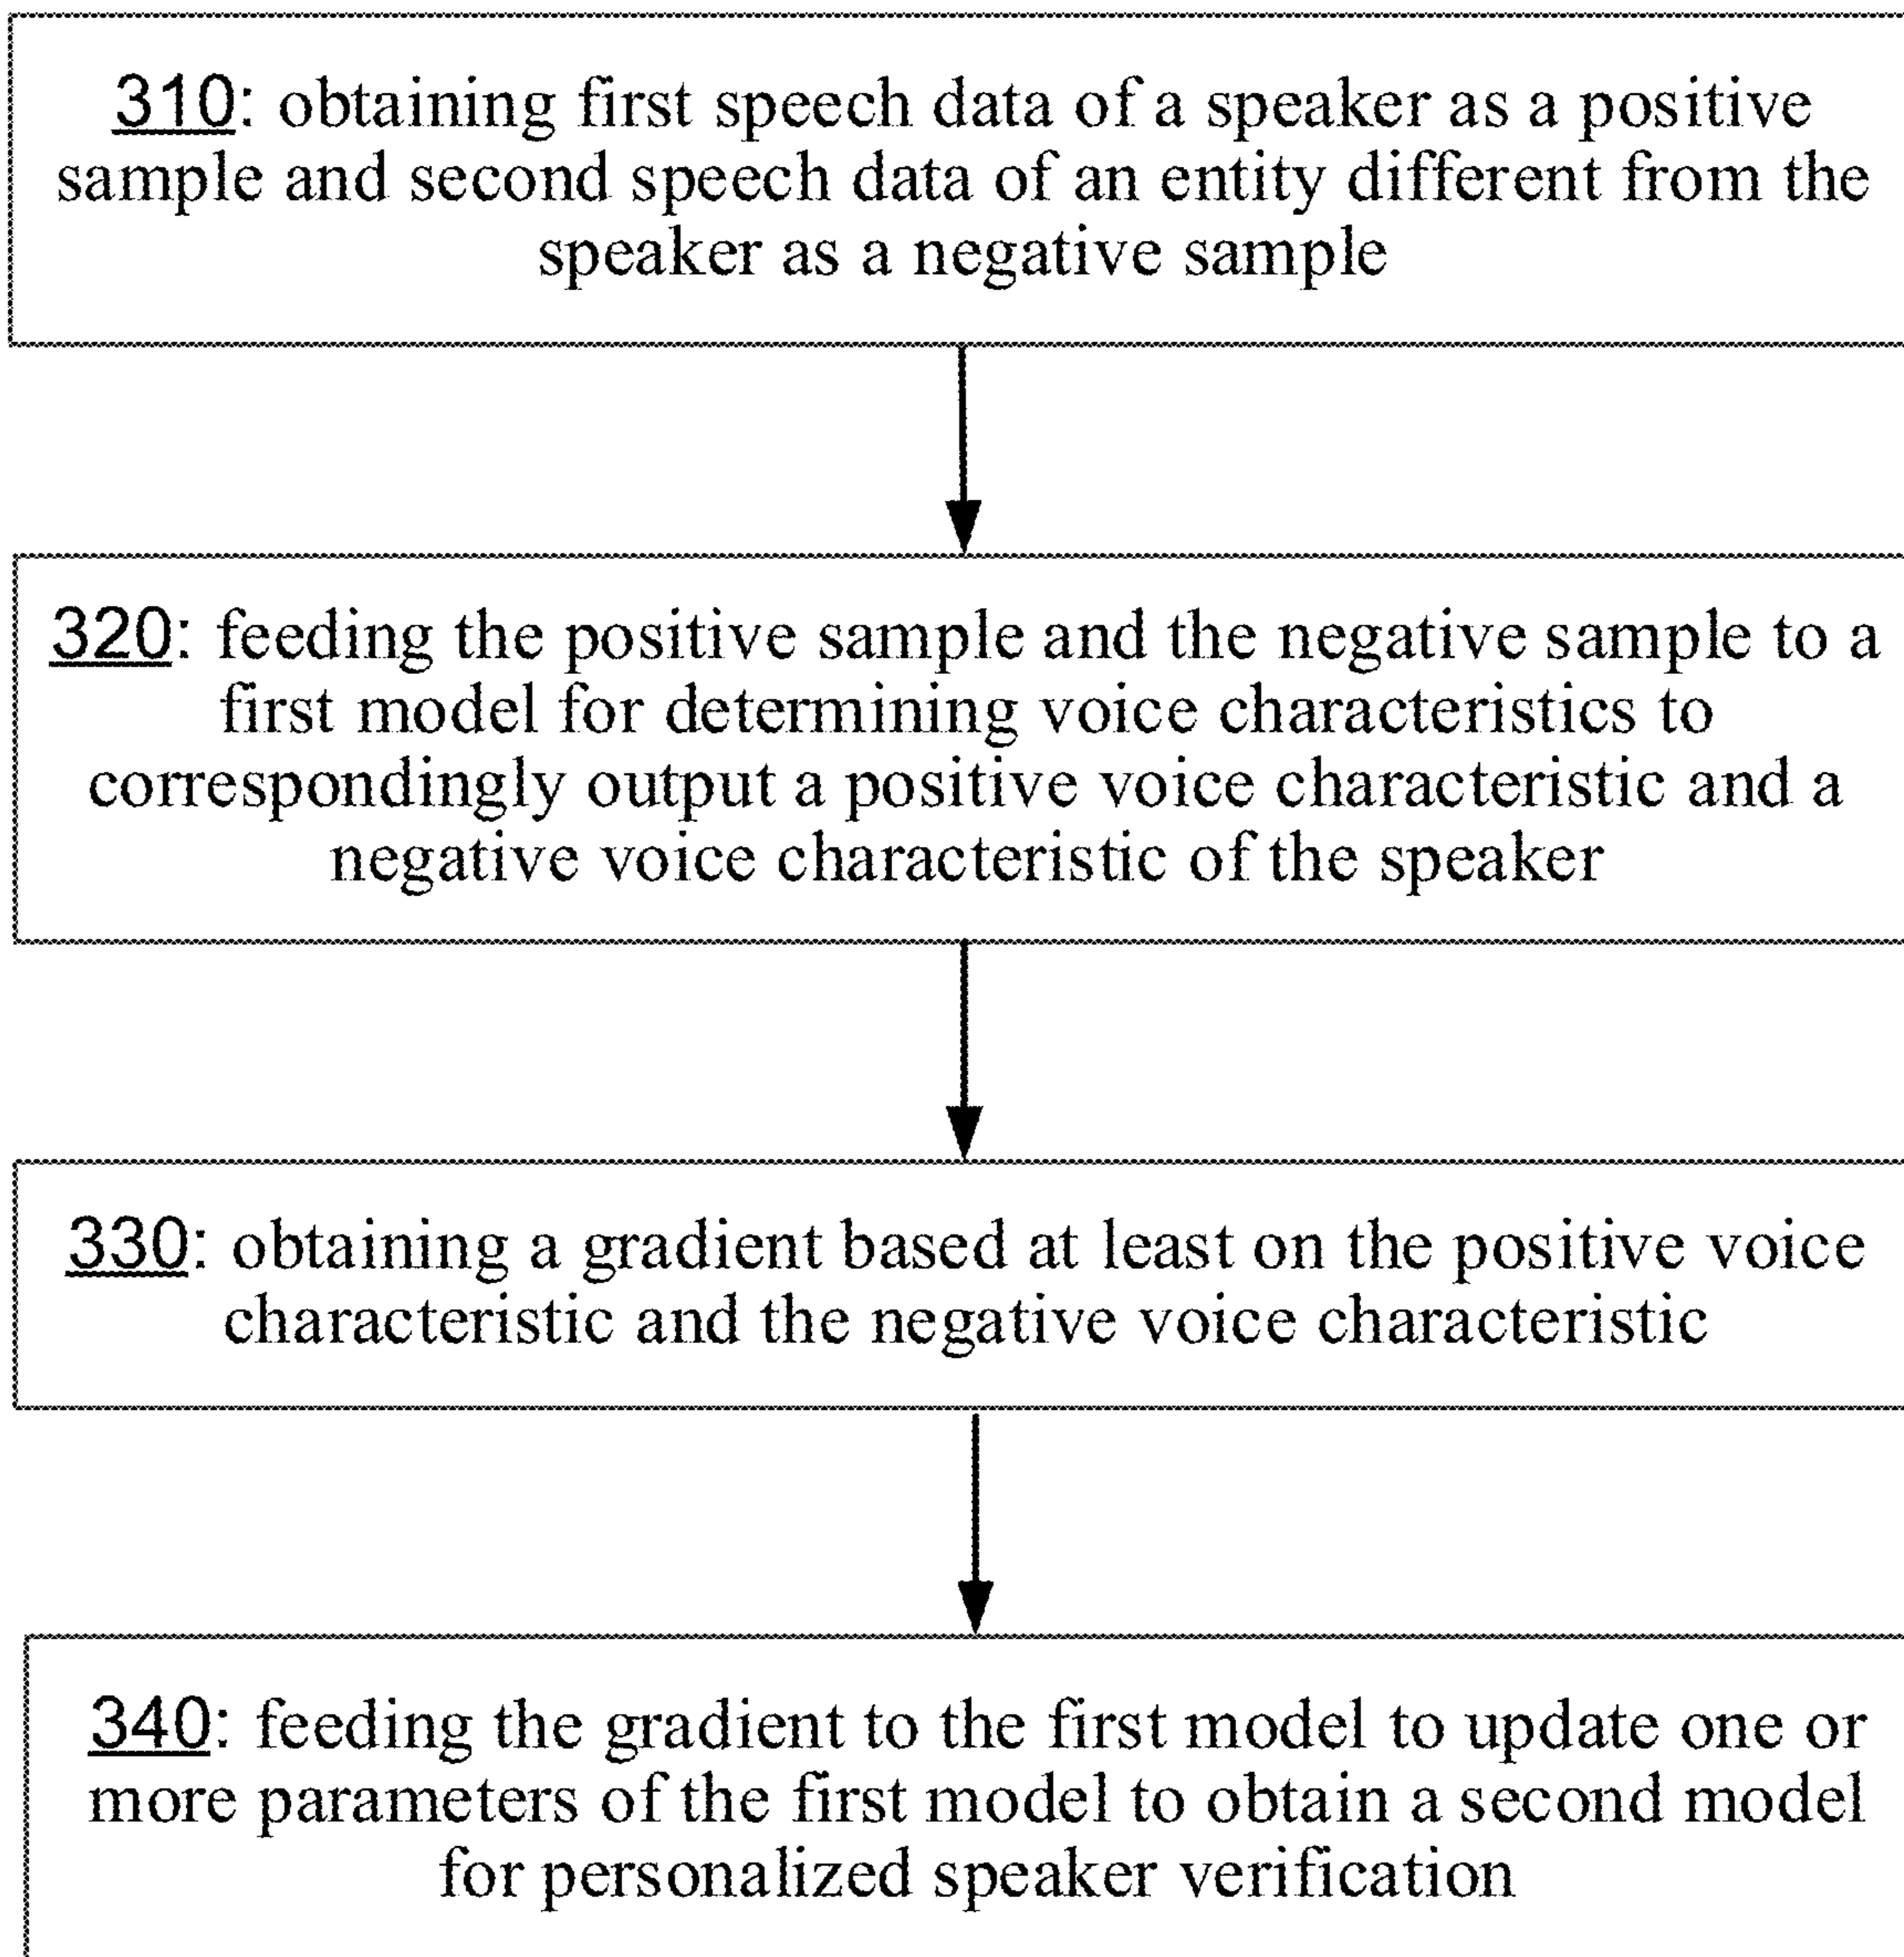 310: obtaining first speech data of a speaker as a positive
sample and second speech data of an entity different from the
speaker as a negative sample
320: feeding the positive sample and the negative sample to a
first model for determining voice characteristics to
correspondingly output a positive voice characteristic and a
negative voice characteristic of the speaker
330: obtaining a gradient based at least on the positive voice
characteristic and the negative voice characteristic
340: feeding the gradient to the first model to update one or
more parameters of the first model to obtain a second model
for personalized speaker verification